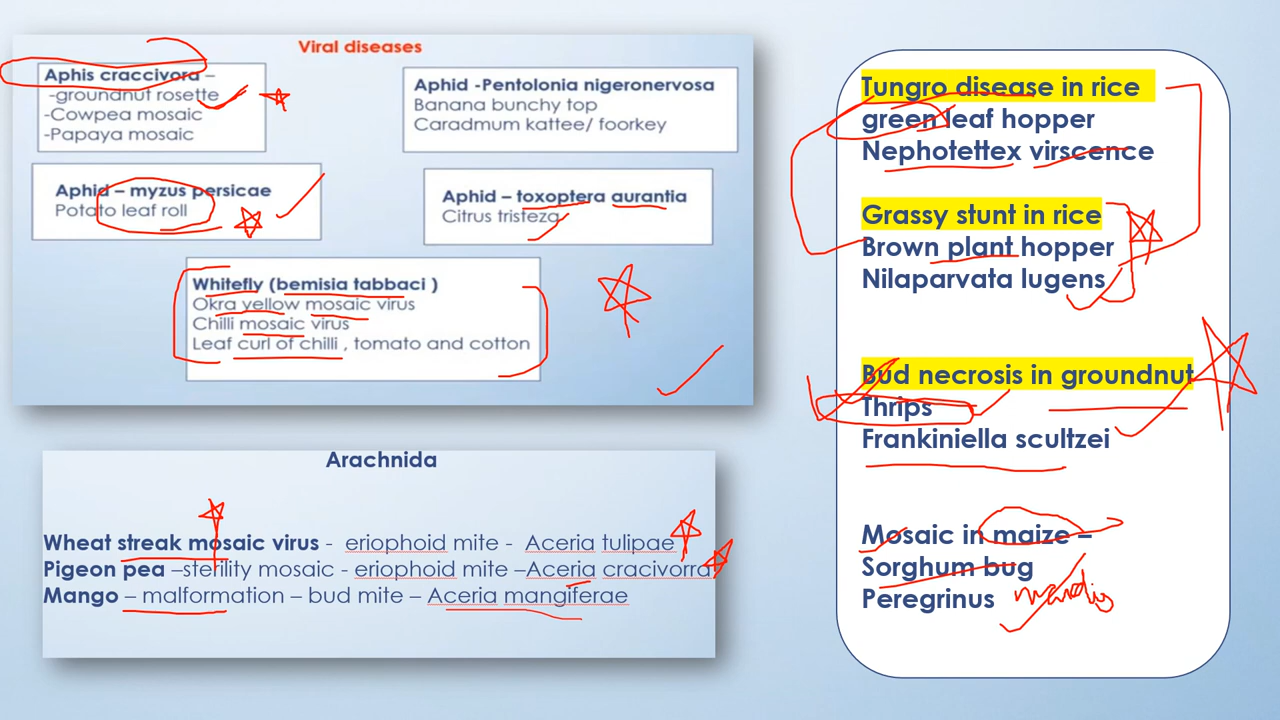 Viral diseases
Aphis craccivora –
-groundnut rosette
-Cowpea mosaic
-Papaya mosaic
Aphid -Pentolonia nigeronervosa
Banana bunchy top
Caradmum kattee/ foorkey
Aphid – myzus persicae
Potato leaf roll
Aphid – toxoptera aurantia
Citrus tristeza
Whitefly (bemisia tabbaci )
Okra yellow mosaic virus
Chilli mosaic virus
Leaf curl of chilli , tomato and cotton
Arachnida
Wheat streak mosaic virus - eriophoid mite - Aceria tulipae
Pigeon pea –sterility mosaic - eriophoid mite –Aceria cracivorra
Mango – malformation – bud mite – Aceria mangiferae
Tungro disease in rice
green leaf hopper
Nephotettex virscence
Grassy stunt in rice
Brown plant hopper
Nilaparvata lugens
Bud necrosis in groundnut
Thrips
Frankiniella scultzei
Mosaic in maize –
Sorghum bug
Peregrinus